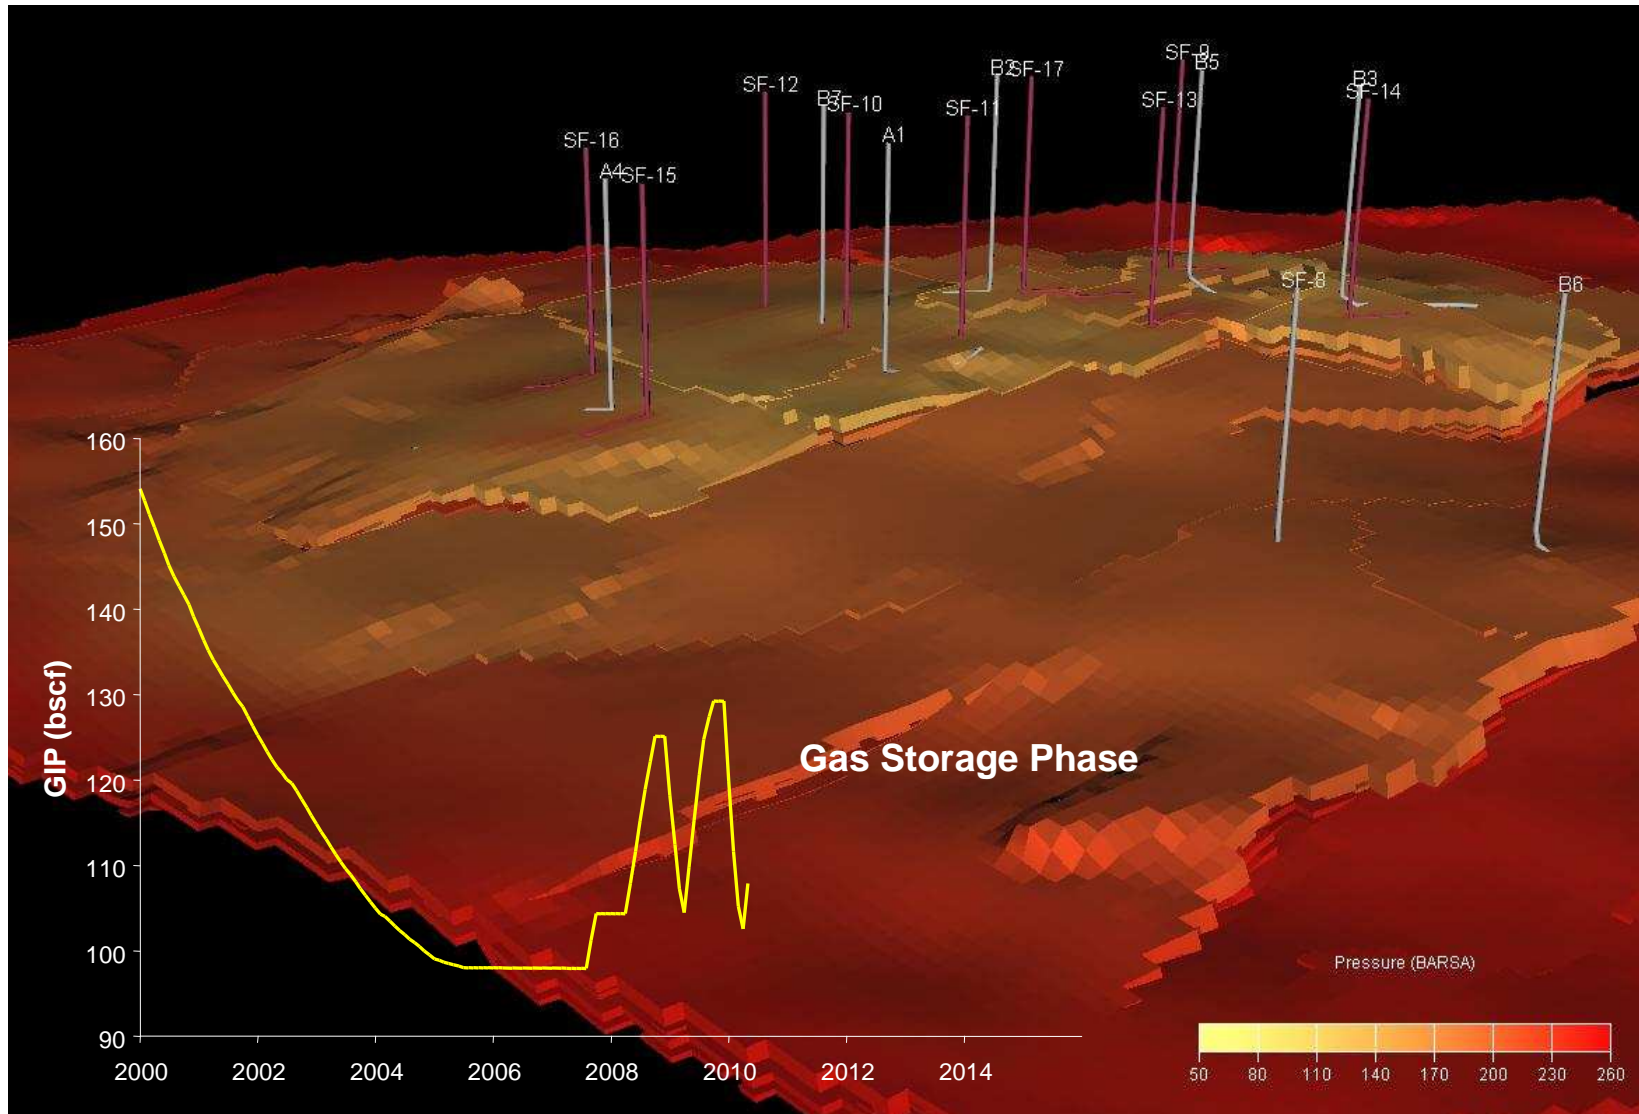 SF-9
B5
B2
SF-17
B3
SF-14
SF-12
B7
SF-10
SF-11
SF-13
A1
SF-16
A4
SF-15
SF-8
B6
160
150
140
130
120
110
100
90
GIP (bscf)
Gas Storage Phase
2000 2002 2004 2006 2008 2010 2012 2014
Pressure (BARSA)
50 80 110 140 170 200 230 260